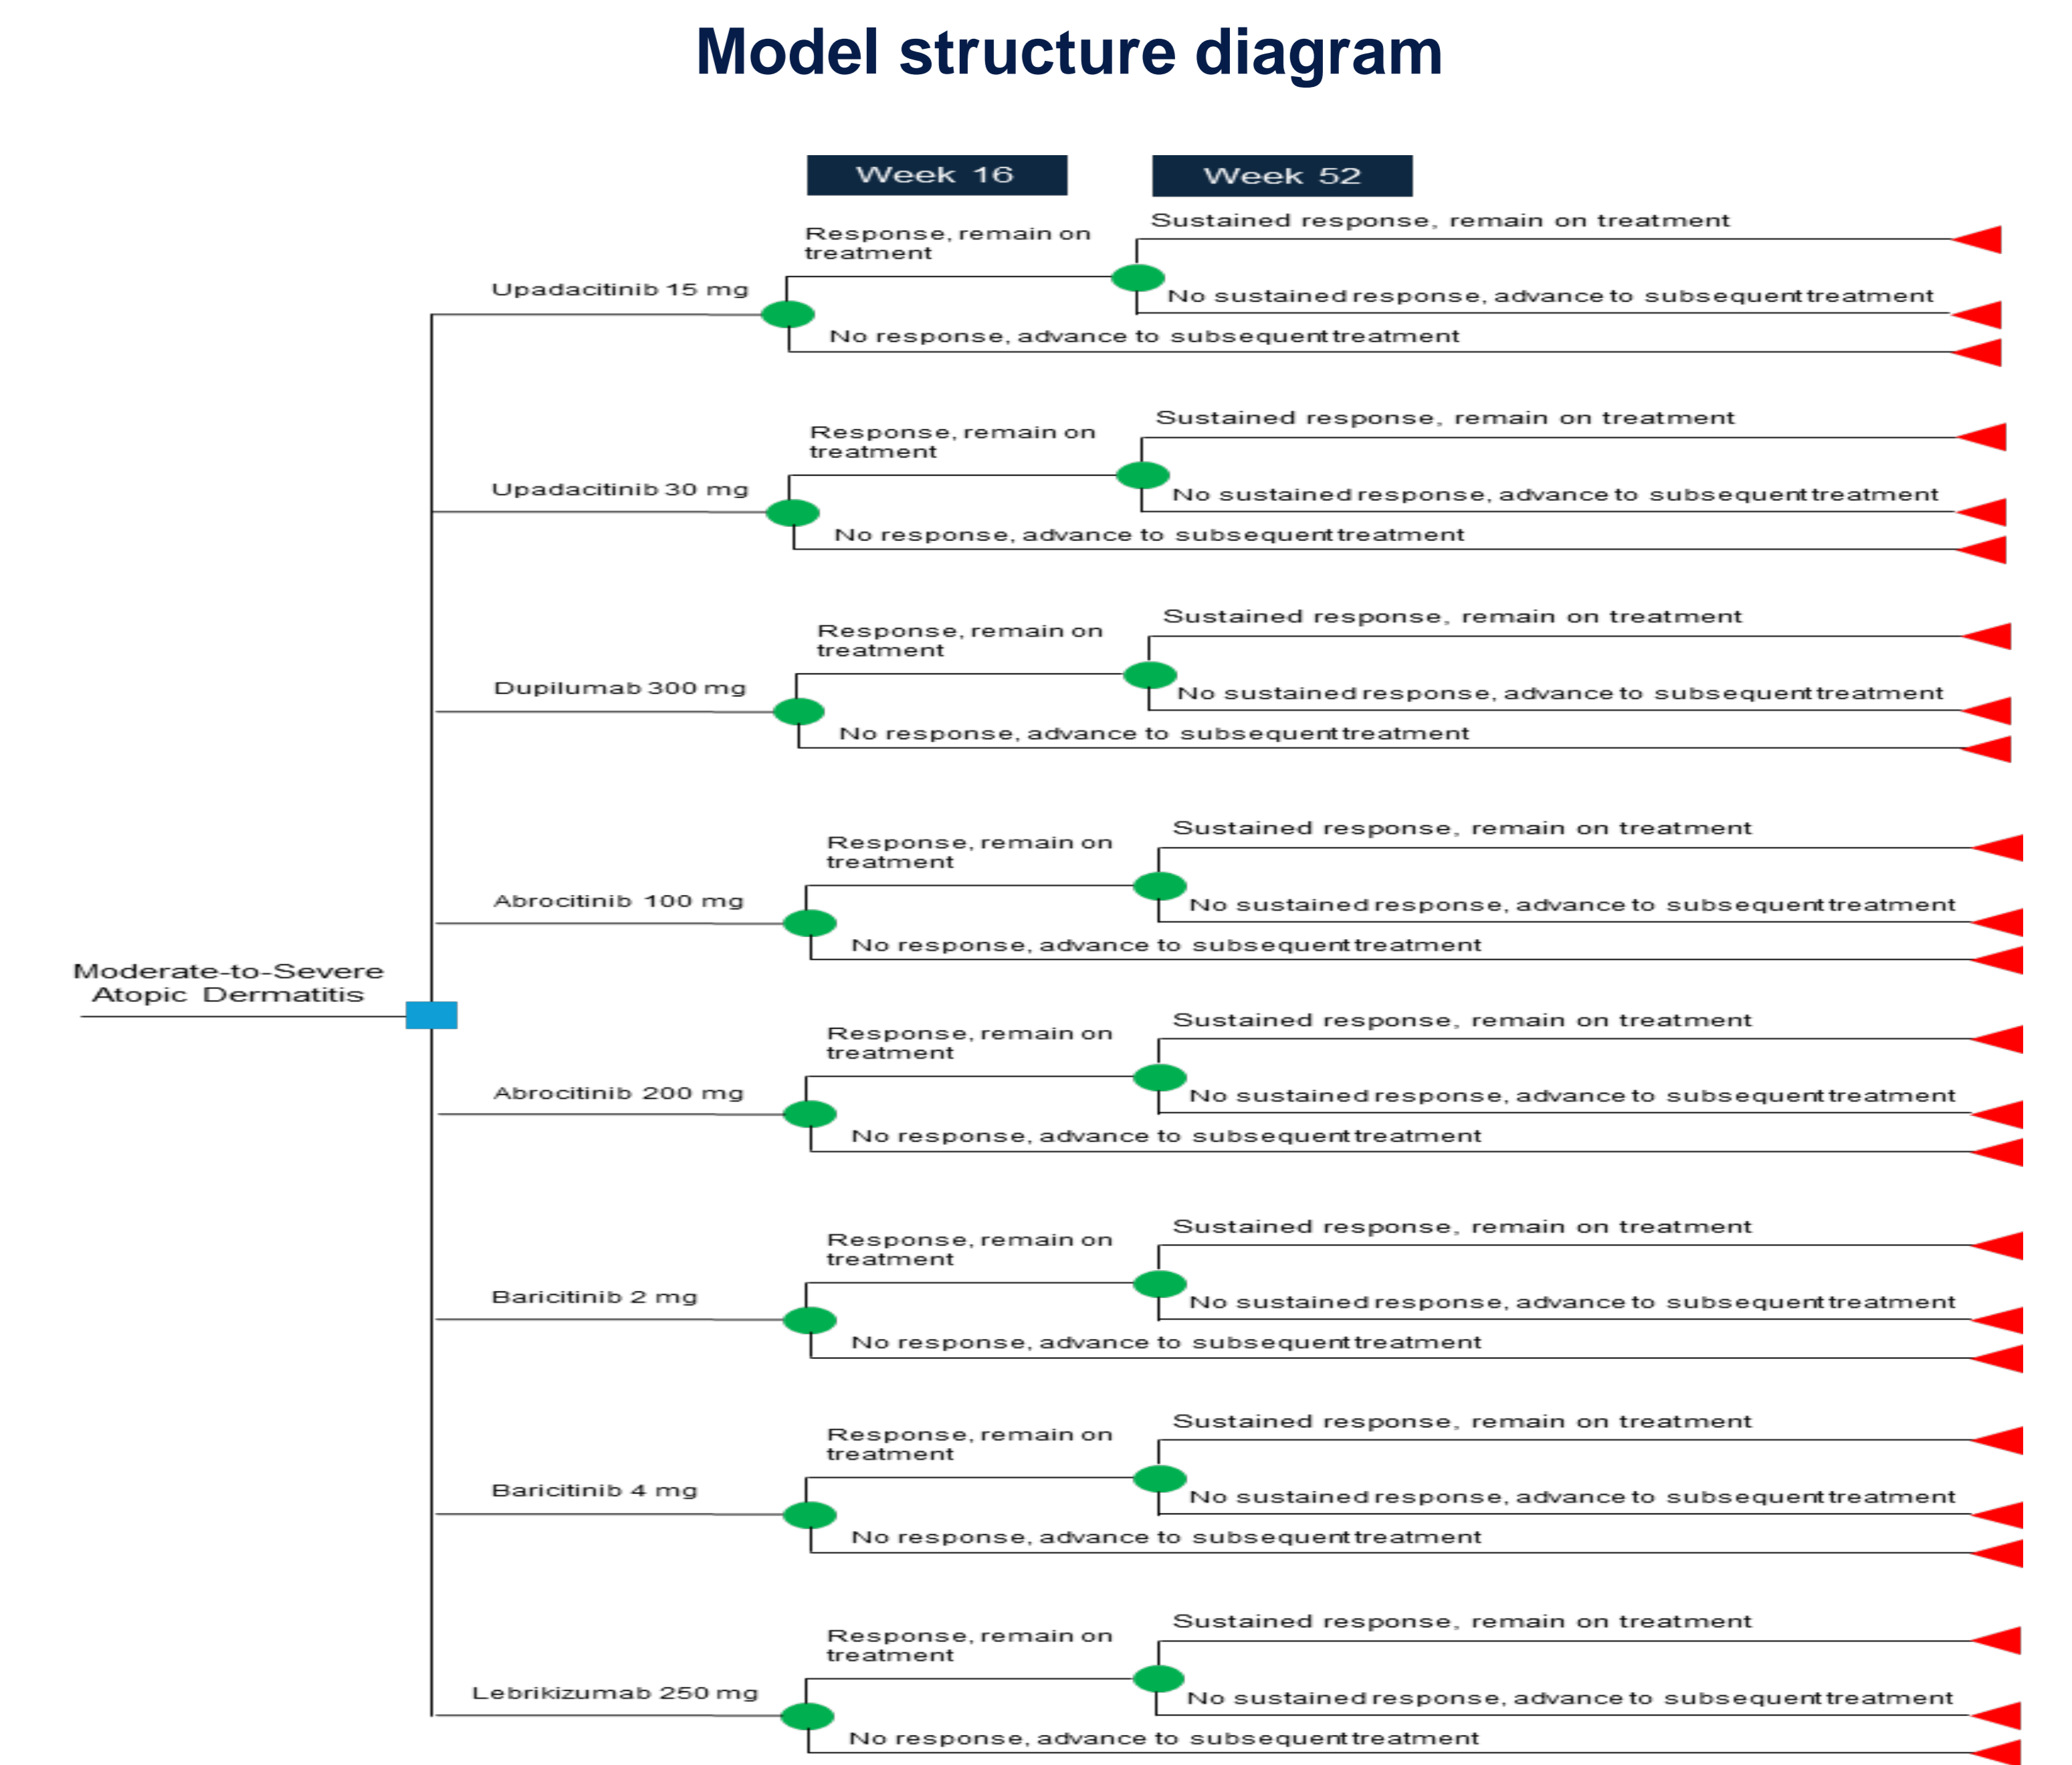 Model structure diagram
Week 16
Week 52
Sustained response, remain on treatment
Response, remain on
treatment
Upadacitinib 15 mg
No sustained response, advance to subsequent treatment
No response, advance to subsequent treatment
Sustained response, remain on treatment
Response, remain on
treatment
Upadacitinib 30 mg
No sustained response, advance to subsequent treatment
No response, advance to subsequent treatment
Sustained response, remain on treatment
Response, remain on
treatment
Dupilumab 300 mg
No sustained response, advance to subsequent treatment
No response, advance to subsequent treatment
Sustained response, remain on treatment
Response, remain on
treatment
Abrocitinib 100 mg
No sustained response, advance to subsequent treatment
No response, advance to subsequent treatment
Moderate-to-Severe
Atopic Dermatitis
Sustained response, remain on treatment
Response, remain on
treatment
Abrocitinib 200 mg
No sustained response, advance to subsequent treatment
No response, advance to subsequent treatment
Sustained response, remain on treatment
Response, remain on
treatment
Baricitinib 2 mg
No sustained response, advance to subsequent treatment
No response, advance to subsequent treatment
Sustained response, remain on treatment
Response, remain on
treatment
Baricitinib 4 mg
No sustained response, advance to subsequent treatment
No response, advance to subsequent treatment
Sustained response, remain on treatment
Response, remain on
treatment
Lebrikizumab 250 mg
No sustained response, advance to subsequent treatment
No response, advance to subsequent treatment